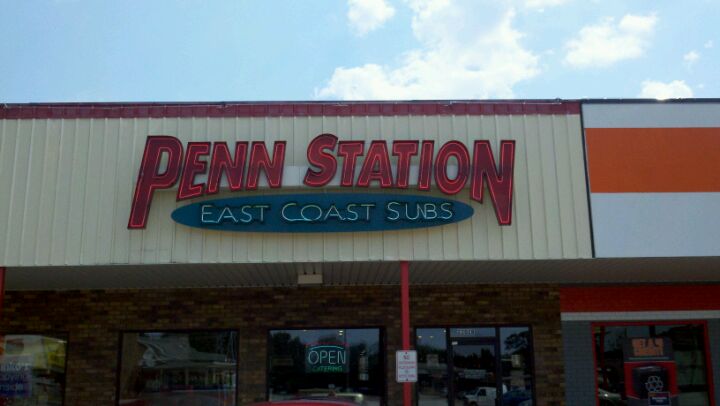 PENN STATION
EAST COAST SUBS
OPEN
CATERING